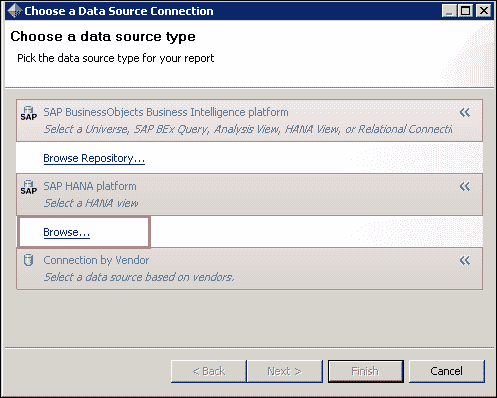 Choose a Data Source Connection
Choose a data source type
Pick the data source type for your report
SAP
SAP BusinessObjects Business Intelligence platform
Select a Universe, SAP BEx Query, Analysis View, HANA View, or Relational Connecti
Browse Repository...
SAP
SAP HANA platform
Select a HANA view
Browse...
Connection by Vendor
Select a data source based on vendors.
< Back
Next >
Finish
Cancel